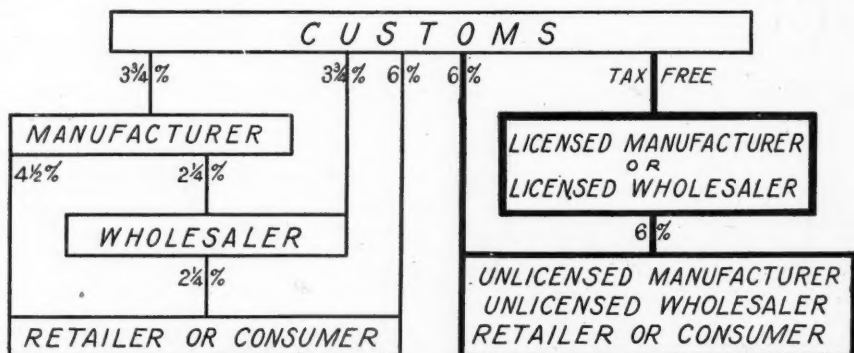 CUSTOMS
3¾% 3¾% 6% 6% TAX FREE
MANUFACTURER
4½% 2¼%
WHOLESALER
2¼%
RETAILER OR CONSUMER
LICENSED MANUFACTURER
OR
LICENSED WHOLESALER
6%
UNLICENSED MANUFACTURER
UNLICENSED WHOLESALER
RETAILER OR CONSUMER